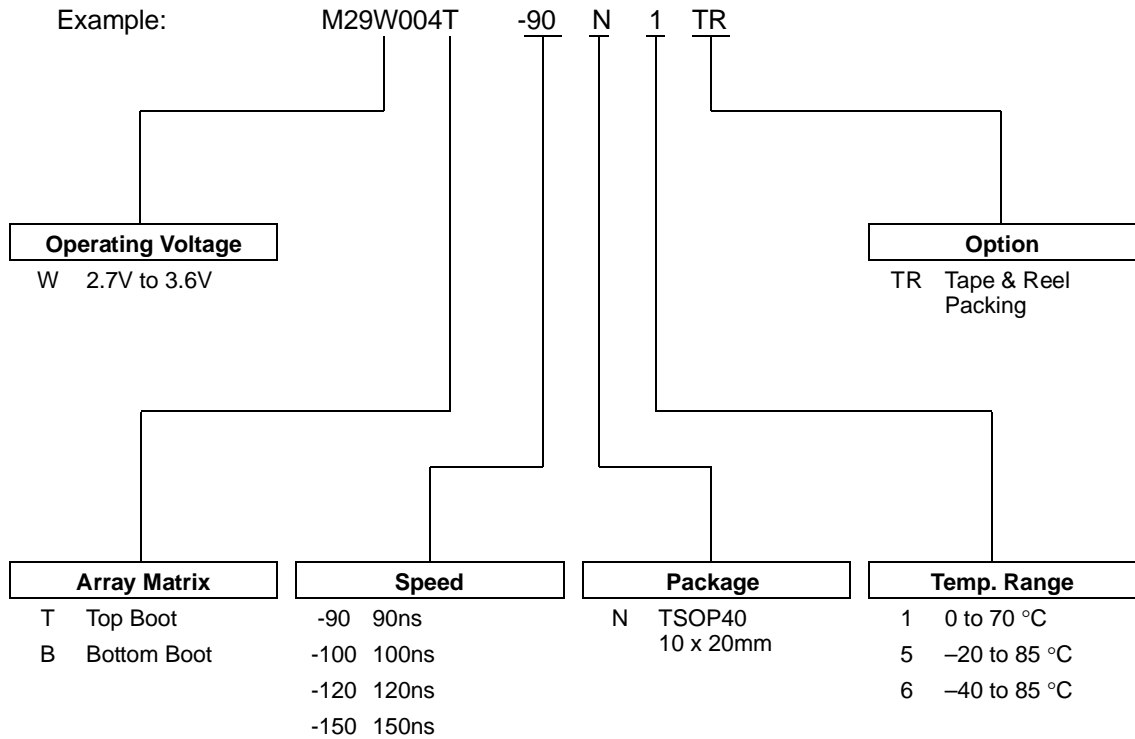 Example: M29W004T -90 N 1 TR
Operating Voltage
W 2.7V to 3.6V
Option
TR Tape & Reel
Packing
Array Matrix
T Top Boot
B Bottom Boot
Speed
-90 90ns
-100 100ns
-120 120ns
-150 150ns
Package
N TSOP40
10 x 20mm
Temp. Range
1 0 to 70 °C
5 –20 to 85 °C
6 –40 to 85 °C